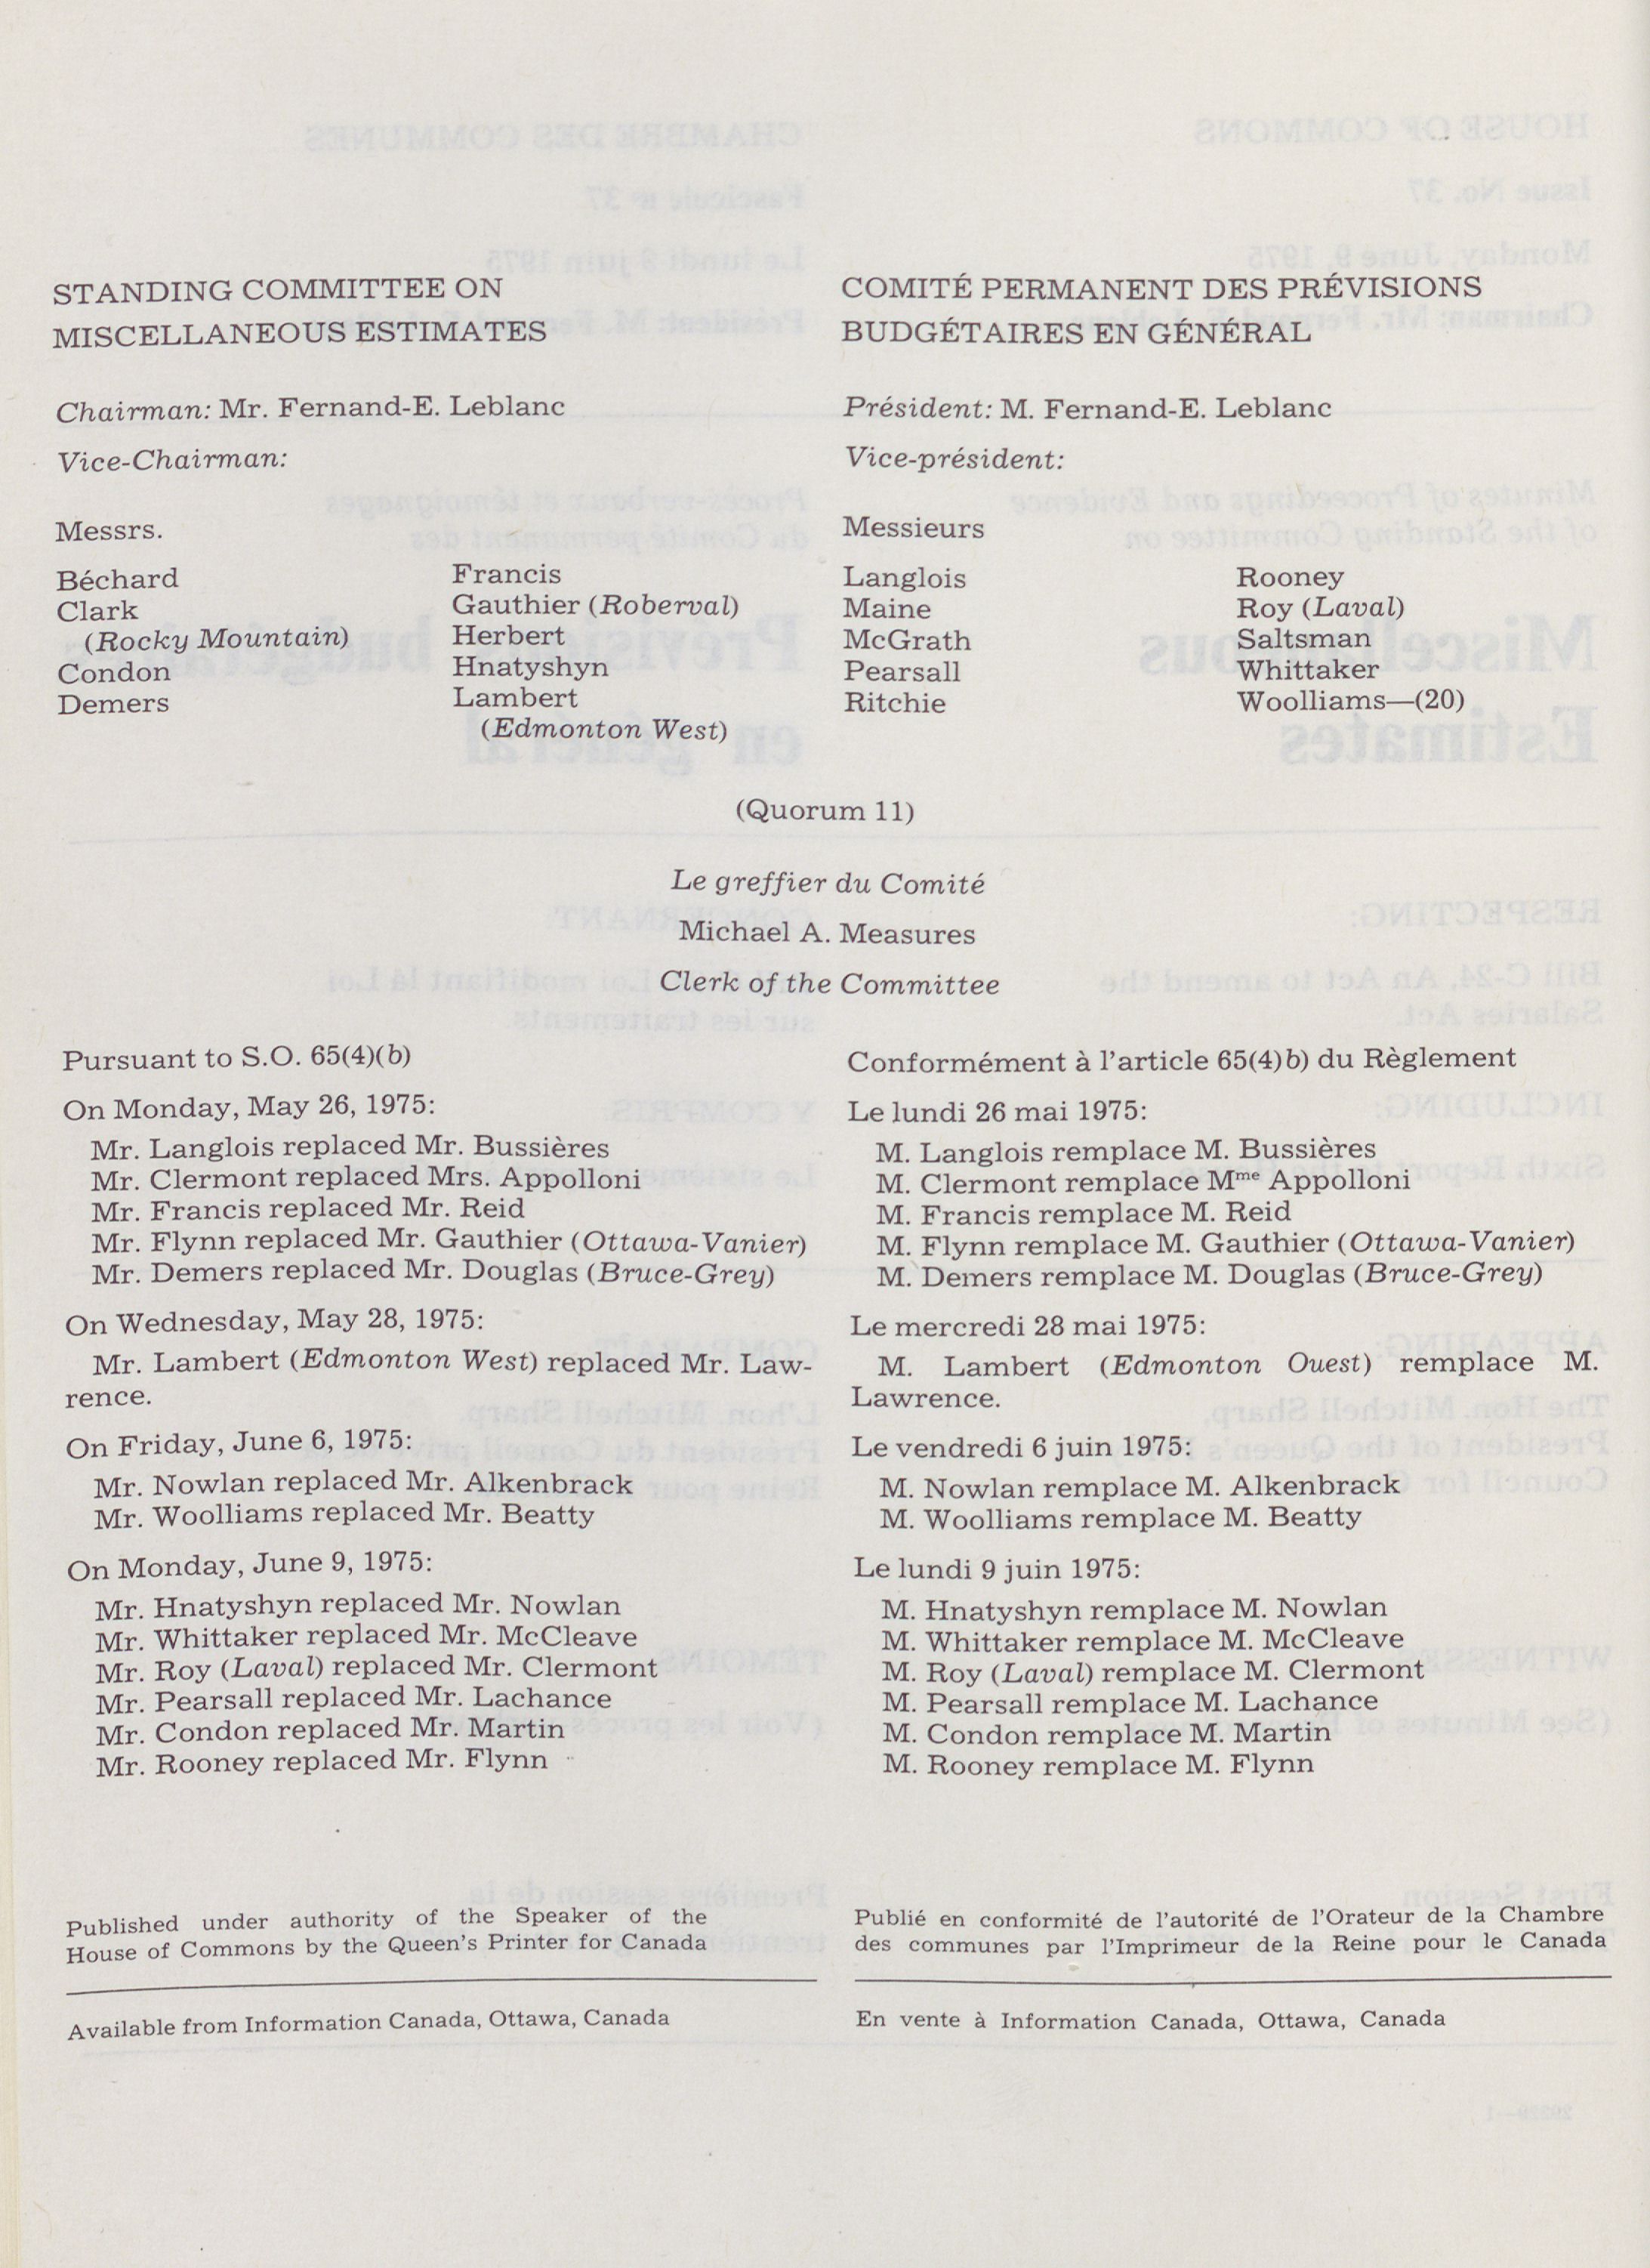 STANDING COMMITTEE ON
MISCELLANEOUS ESTIMATES
Chairman: Mr. Fernand-E. Leblanc
Vice-Chairman:
Messrs.
Béchard
Clark
(Rocky Mountain)
Condon
Demers
Francis
Gauthier (Roberval)
Herbert
Hnatyshyn
Lambert
(Edmonton West)
COMITÉ PERMANENT DES PRÉVISIONS
BUDGÉTAIRES EN GÉNÉRAL
Président: M. Fernand-E. Leblanc
Vice-président:
Messieurs
Langlois
Maine
McGrath
Pearsall
Ritchie
Rooney
Roy (Laval)
Saltsman
Whittaker
Woolliams—(20)
(Quorum 11)
Le greffier du Comité
Michael A. Measures
Clerk of the Committee
Pursuant to S.O. 65(4)(b)
On Monday, May 26, 1975:
Mr. Langlois replaced Mr. Bussières
Mr. Clermont replaced Mrs. Appolloni
Mr. Francis replaced Mr. Reid
Mr. Flynn replaced Mr. Gauthier (Ottawa-Vanier)
Mr. Demers replaced Mr. Douglas (Bruce-Grey)
On Wednesday, May 28, 1975:
Mr. Lambert (Edmonton West) replaced Mr. Law-
rence.
On Friday, June 6, 1975:
Mr. Nowlan replaced Mr. Alkenbrack
Mr. Woolliams replaced Mr. Beatty
On Monday, June 9, 1975:
Mr. Hnatyshyn replaced Mr. Nowlan
Mr. Whittaker replaced Mr. McCleave
Mr. Roy (Laval) replaced Mr. Clermont
Mr. Pearsall replaced Mr. Lachance
Mr. Condon replaced Mr. Martin
Mr. Rooney replaced Mr. Flynn
Conformément à l'article 65(4)b) du Règlement
Le lundi 26 mai 1975:
M. Langlois remplace M. Bussières
M. Clermont remplace Mme Appolloni
M. Francis remplace M. Reid
M. Flynn remplace M. Gauthier (Ottawa-Vanier)
M. Demers remplace M. Douglas (Bruce-Grey)
Le mercredi 28 mai 1975:
M. Lambert (Edmonton Ouest) remplace M.
Lawrence.
Le vendredi 6 juin 1975:
M. Nowlan remplace M. Alkenbrack
M. Woolliams remplace M. Beatty
Le lundi 9 juin 1975:
M. Hnatyshyn remplace M. Nowlan
M. Whittaker remplace M. McCleave
M. Roy (Laval) remplace M. Clermont
M. Pearsall remplace M. Lachance
M. Condon remplace M. Martin
M. Rooney remplace M. Flynn
Published under authority of the Speaker of the
House of Commons by the Queen's Printer for Canada
Available from Information Canada, Ottawa, Canada
Publié en conformité de l'autorité de l'Orateur de la Chambre
des communes par l'Imprimeur de la Reine pour le Canada
En vente à Information Canada, Ottawa, Canada